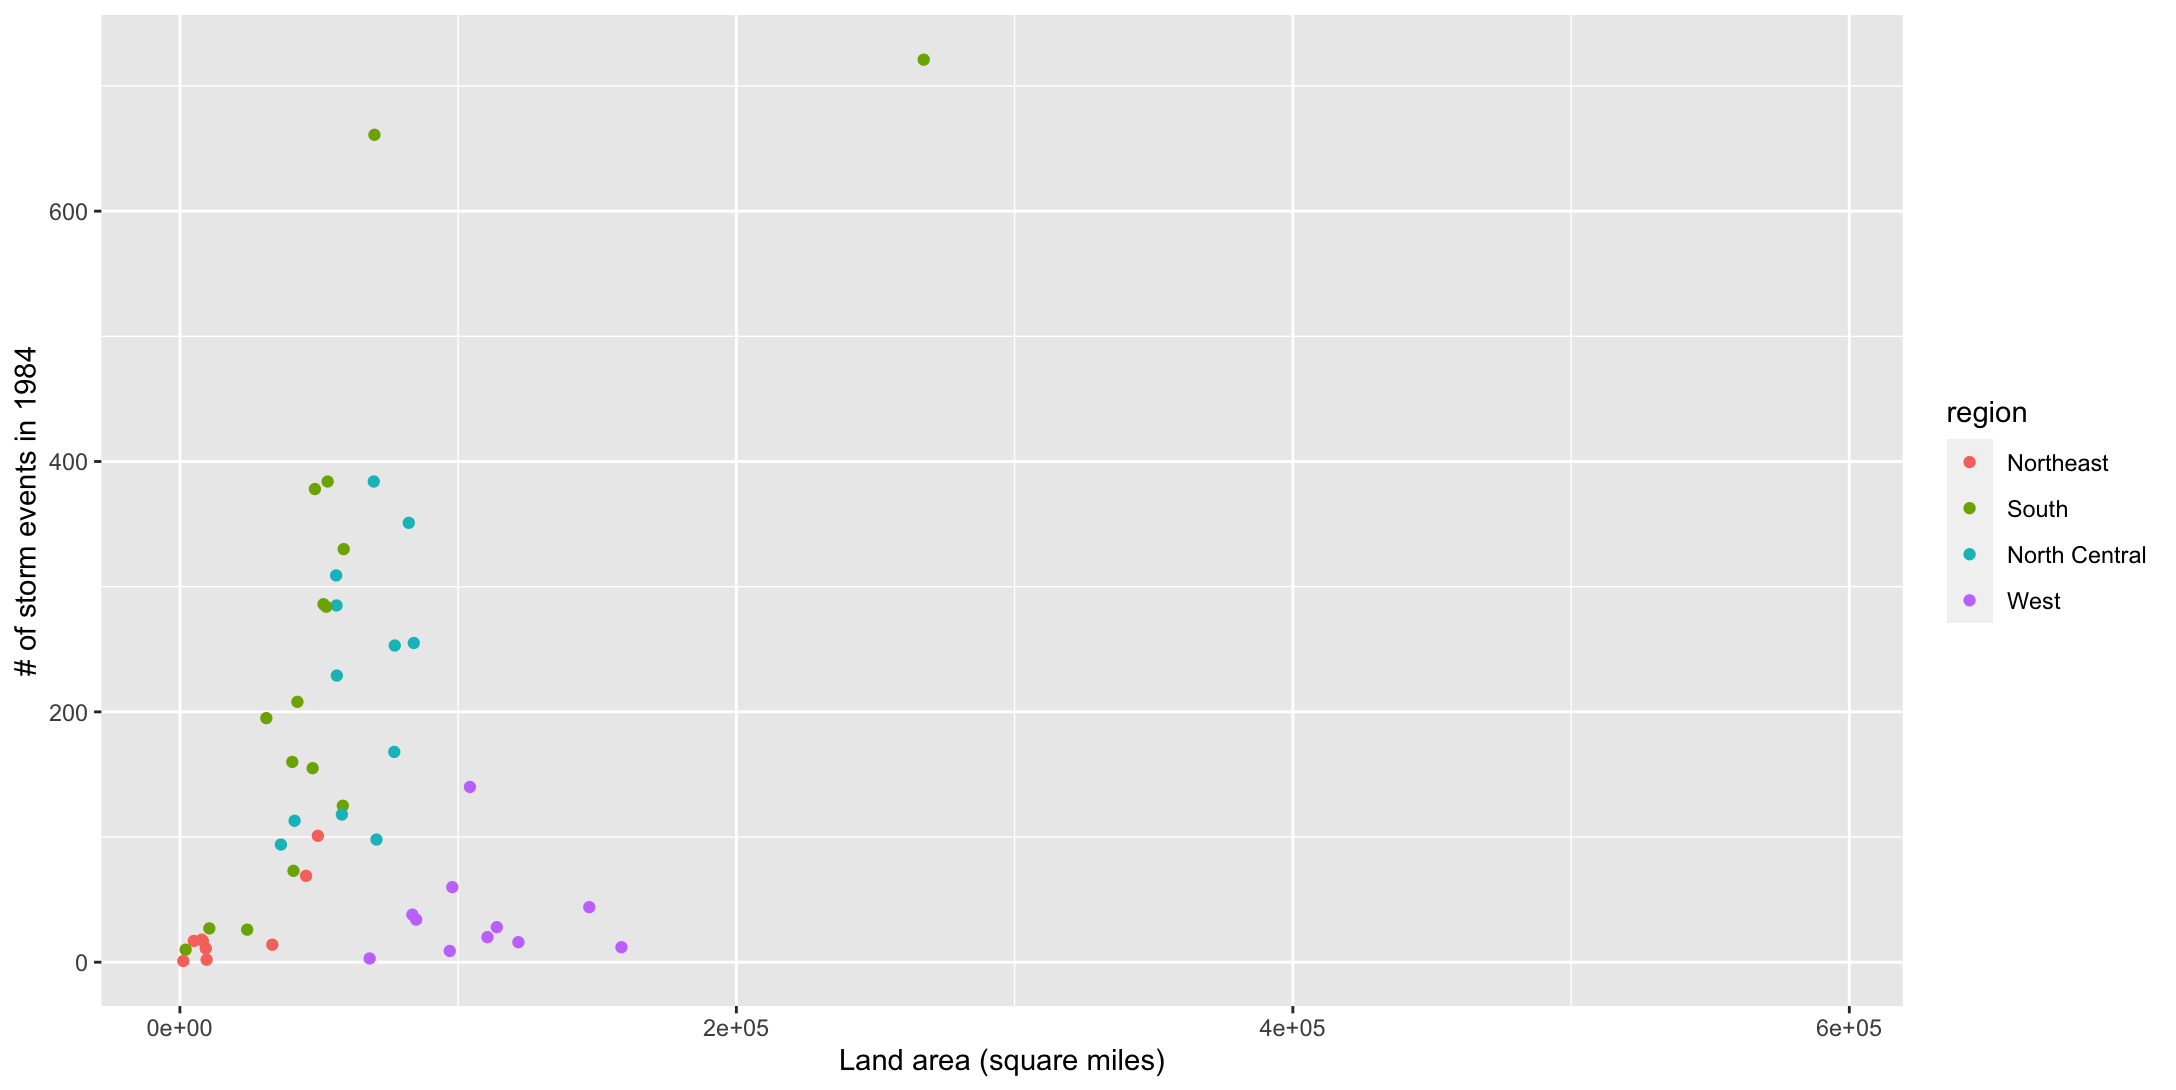 # of storm events in 1984
600
400
200
0
0e+00
2e+05
4e+05
6e+05
Land area (square miles)
region
Northeast
South
North Central
West